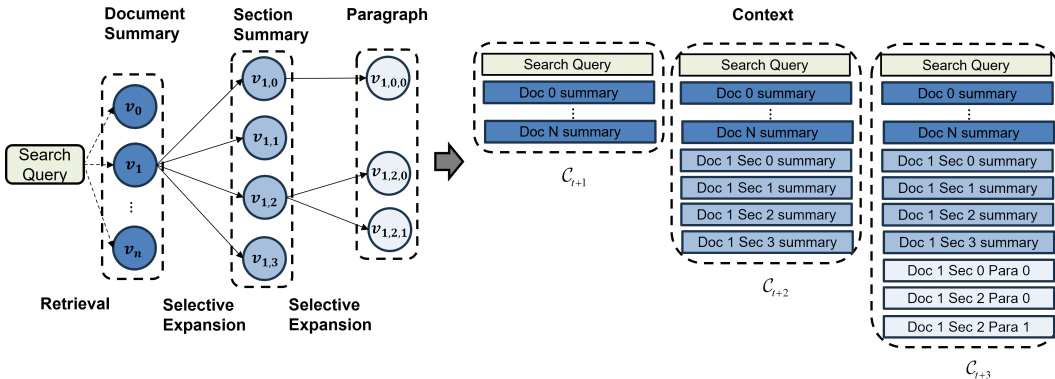 Document
Summary
Section
Summary
Paragraph
Context
Search
Query
v₀
v₁
⋮
vₙ
v₁,₀
v₁,₁
v₁,₂
v₁,₃
v₁,₀,₀
v₁,₂,₀
v₁,₂,₁
Retrieval
Selective
Expansion
Selective
Expansion
Search Query
Doc 0 summary
⋮
Doc N summary
𝒞ₜ₊₁
Search Query
Doc 0 summary
⋮
Doc N summary
Doc 1 Sec 0 summary
Doc 1 Sec 1 summary
Doc 1 Sec 2 summary
Doc 1 Sec 3 summary
𝒞ₜ₊₂
Search Query
Doc 0 summary
⋮
Doc N summary
Doc 1 Sec 0 summary
Doc 1 Sec 1 summary
Doc 1 Sec 2 summary
Doc 1 Sec 3 summary
Doc 1 Sec 0 Para 0
Doc 1 Sec 2 Para 0
Doc 1 Sec 2 Para 1
𝒞ₜ₊₃